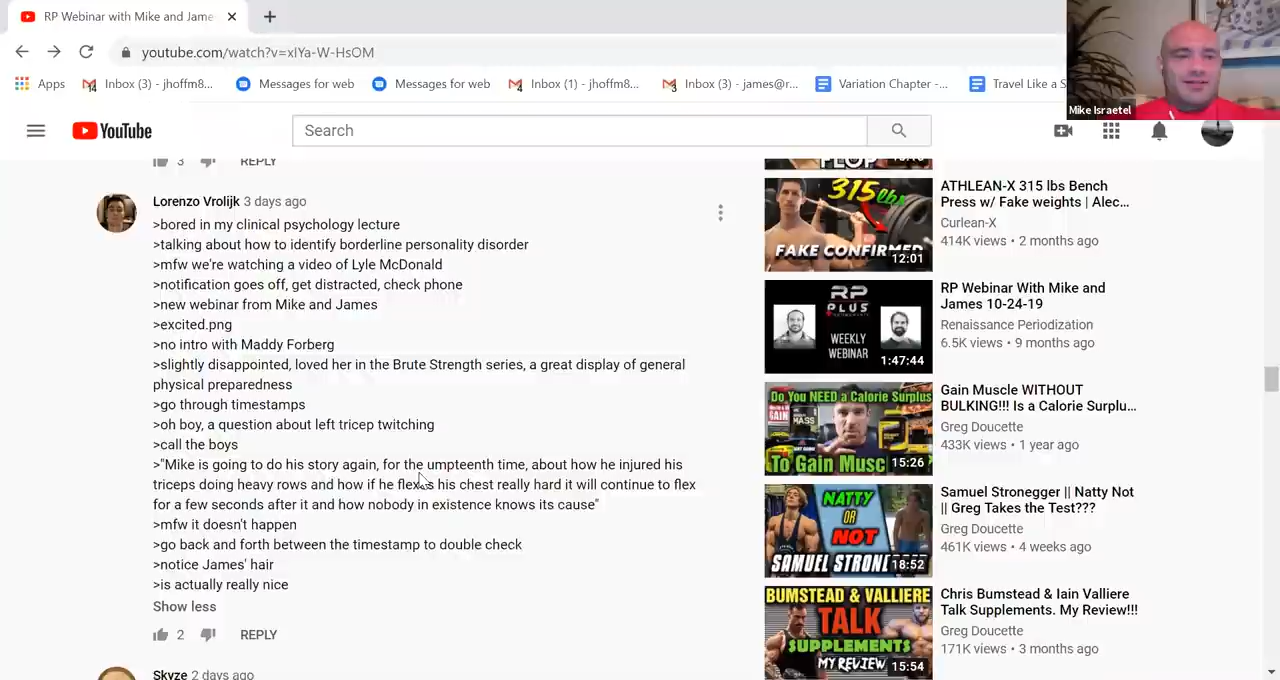 RP Webinar with Mike and Jame
youtube.com/watch?v=xIYa-W-HsOM
Apps
Inbox (3) - jhoffm8...
Messages for web
Messages for web
Inbox (1) - jhoffm8...
Inbox (3) - james@r...
Variation Chapter -...
Travel Like a S
Mike Israetel
YouTube
Search
3
REPLY
Lorenzo Vrolijk 3 days ago
>bored in my clinical psychology lecture
>talking about how to identify borderline personality disorder
>mfw we're watching a video of Lyle McDonald
>notification goes off, get distracted, check phone
>new webinar from Mike and James
>excited.png
>no intro with Maddy Forberg
>slightly disappointed, loved her in the Brute Strength series, a great display of general
physical preparedness
>go through timestamps
>oh boy, a question about left tricep twitching
>call the boys
>"Mike is going to do his story again, for the umpteenth time, about how he injured his
triceps doing heavy rows and how if he flexes his chest really hard it will continue to flex
for a few seconds after it and how nobody in existence knows its cause"
>mfw it doesn't happen
>go back and forth between the timestamp to double check
>notice James' hair
>is actually really nice
Show less
2
REPLY
Skyze 2 days ago
FLOP
315 lbs
FAKE CONFIRMED
12:01
ATHLEAN-X 315 lbs Bench
Press w/ Fake weights | Alec...
Curlean-X
414K views • 2 months ago
RP
PLUS
WEEKLY
WEBINAR
1:47:44
RP Webinar With Mike and
James 10-24-19
Renaissance Periodization
6.5K views • 9 months ago
Do You NEED a Calorie Surplus
To Gain Musc
15:26
Gain Muscle WITHOUT
BULKING!!! Is a Calorie Surplu...
Greg Doucette
433K views • 1 year ago
NATTY
OR
NOT
SAMUEL STRONE
18:52
Samuel Stronegger || Natty Not
|| Greg Takes the Test???
Greg Doucette
461K views • 4 weeks ago
BUMSTEAD & VALLIERE
TALK
SUPPLEMENTS
MY REVIEW
15:54
Chris Bumstead & Iain Valliere
Talk Supplements. My Review!!!
Greg Doucette
171K views • 3 months ago